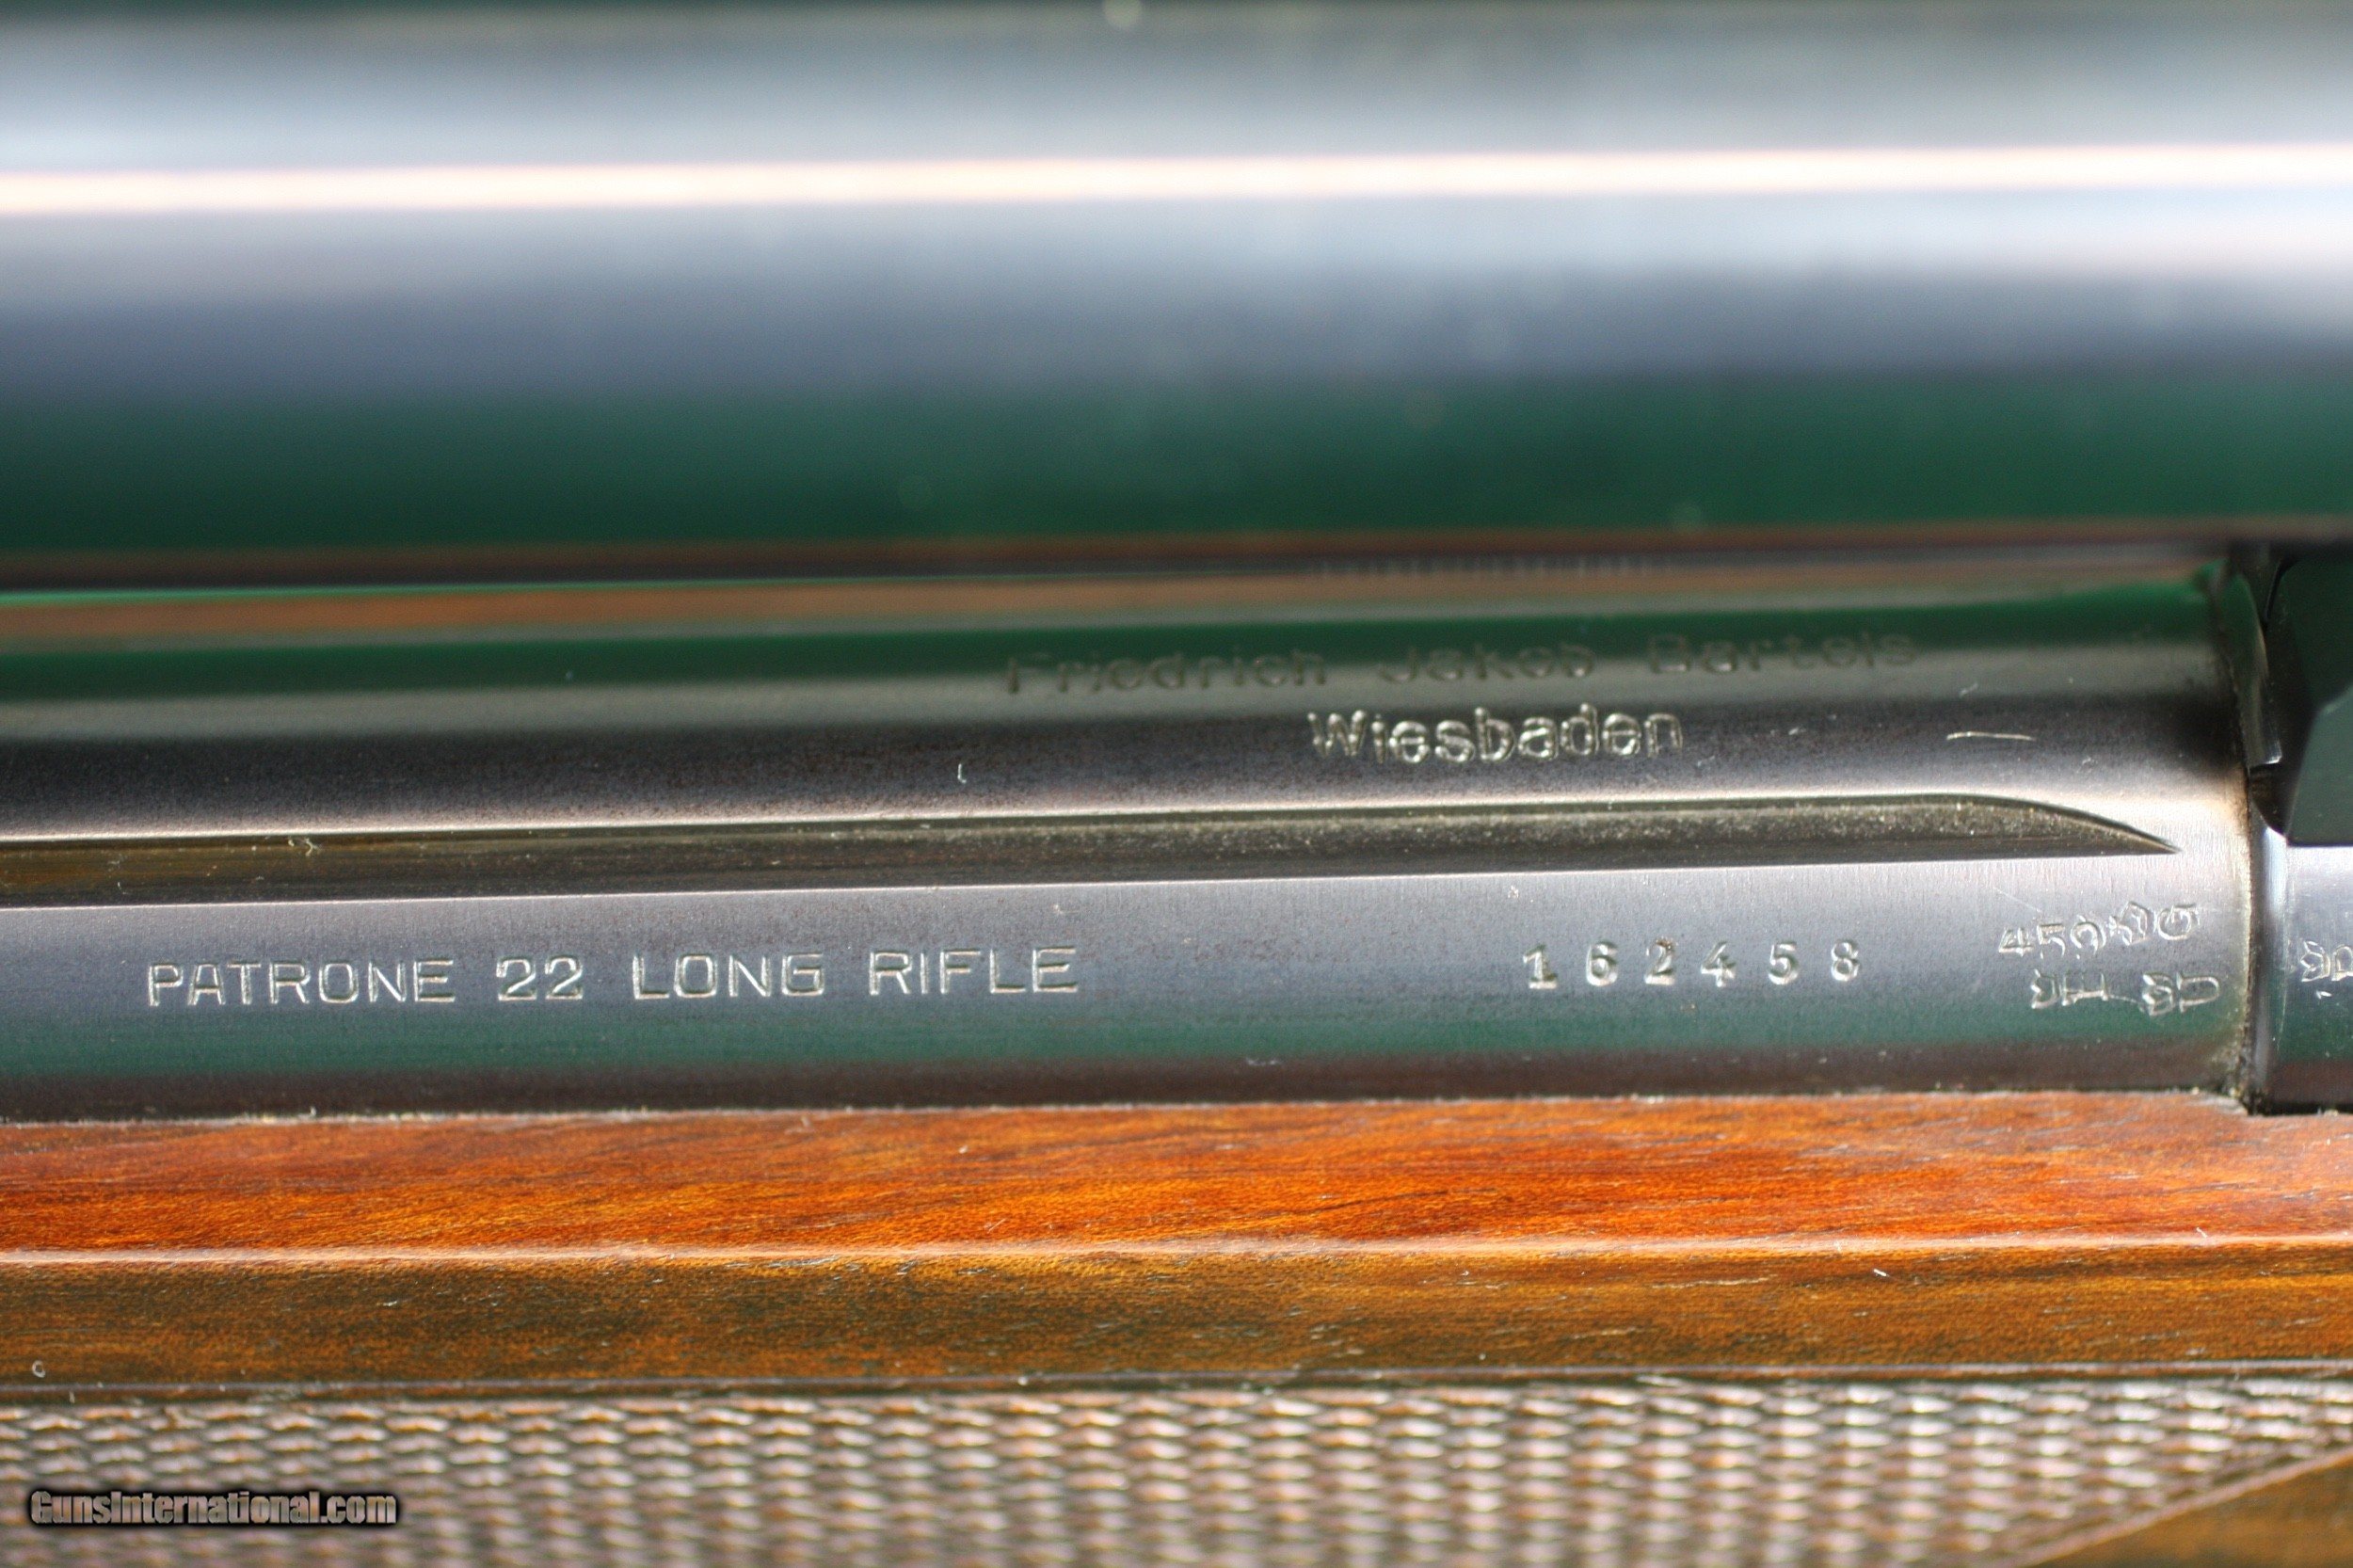 Friedrich Jakob Bartels
Wiesbaden
PATRONE 22 LONG RIFLE
162458
GunsInternational.com